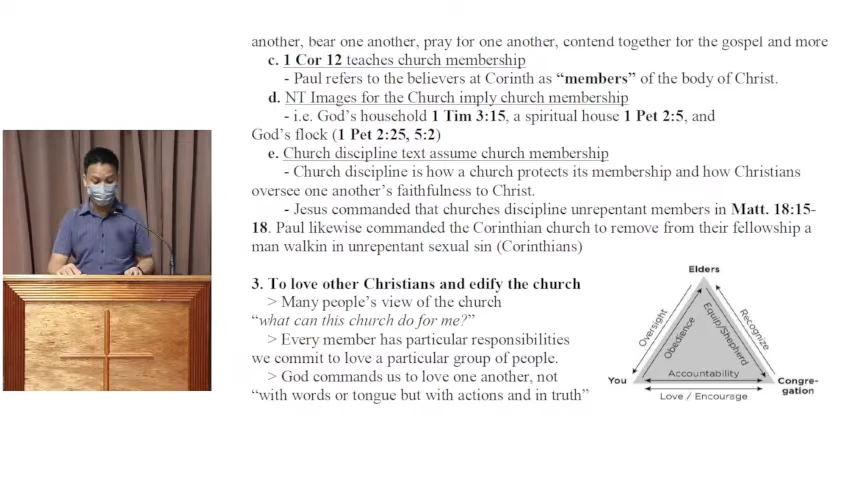 another, bear one another, pray for one another, contend together for the gospel and more
c. 1 Cor 12 teaches church membership
- Paul refers to the believers at Corinth as “members” of the body of Christ.
d. NT Images for the Church imply church membership
- i.e. God’s household 1 Tim 3:15, a spiritual house 1 Pet 2:5, and
God’s flock (1 Pet 2:25, 5:2)
e. Church discipline text assume church membership
- Church discipline is how a church protects its membership and how Christians
oversee one another’s faithfulness to Christ.
- Jesus commanded that churches discipline unrepentant members in Matt. 18:15-
18. Paul likewise commanded the Corinthian church to remove from their fellowship a
man walkin in unrepentant sexual sin (Corinthians)
3. To love other Christians and edify the church
> Many people’s view of the church
“what can this church do for me?”
> Every member has particular responsibilities
we commit to love a particular group of people.
> God commands us to love one another, not
“with words or tongue but with actions and in truth”
Elders
Oversight
Obedience
Equip/Shepherd
Recognize
Accountability
You
Congre-
gation
Love / Encourage